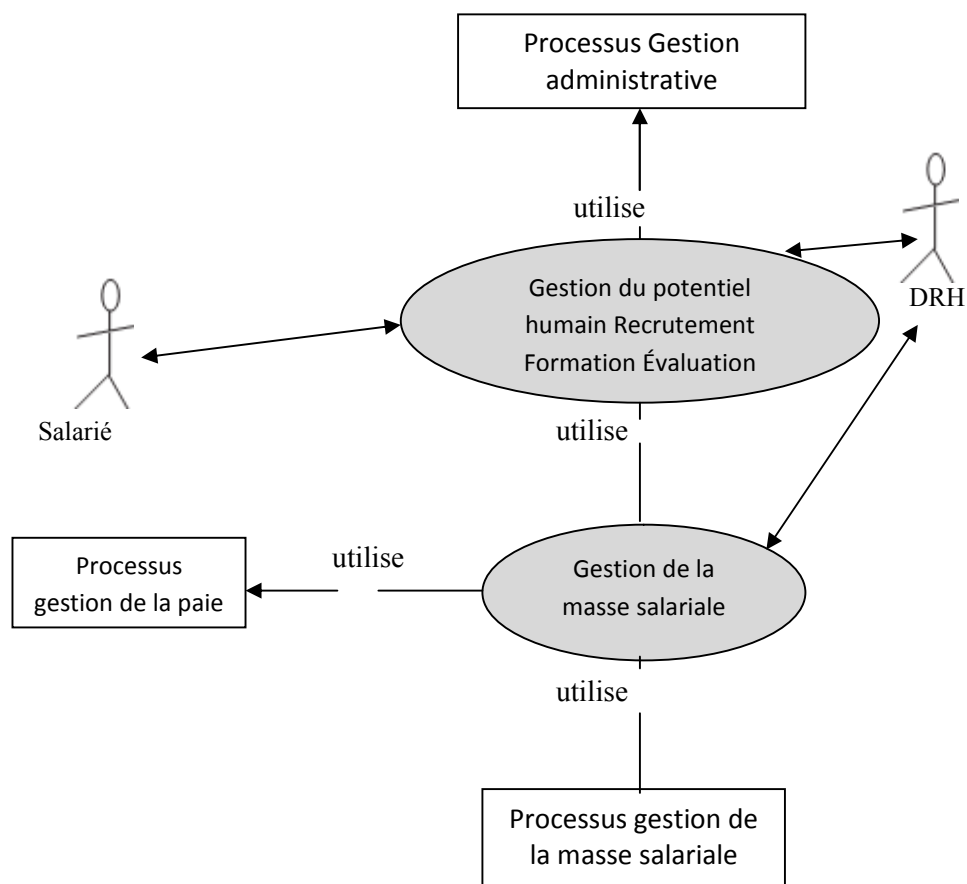 Processus Gestion
administrative
utilise
DRH
Gestion du potentiel
humain Recrutement
Formation Évaluation
Salarié
utilise
Processus
gestion de la paie
utilise
Gestion de la
masse salariale
utilise
Processus gestion de
la masse salariale